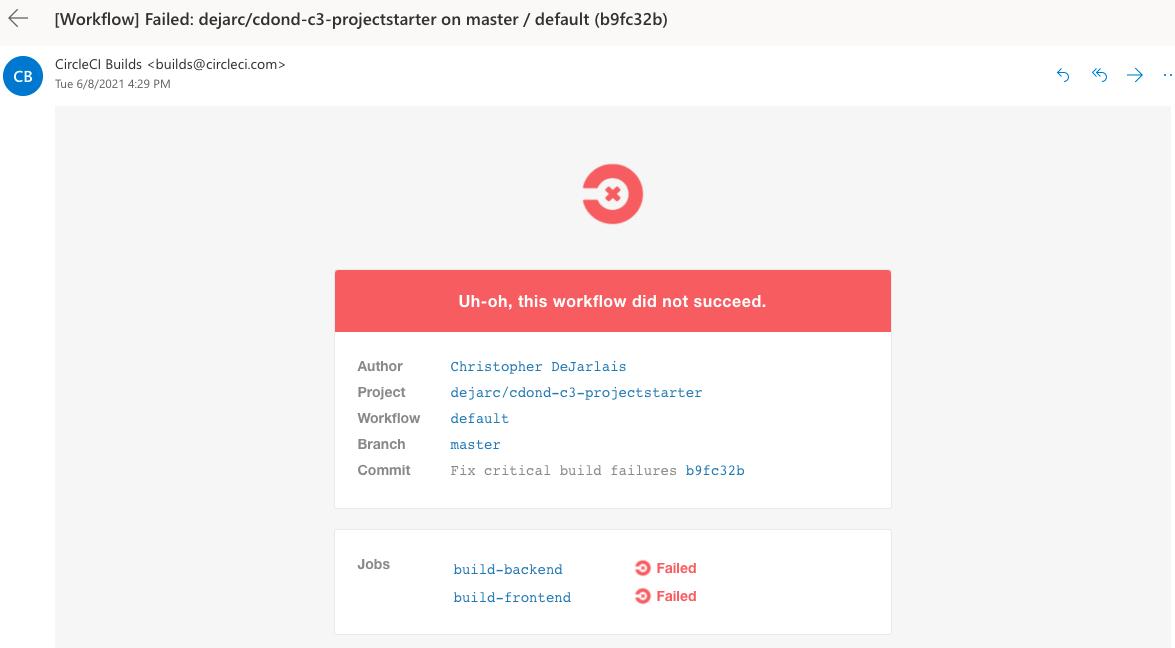 [Workflow] Failed: dejarc/cdond-c3-projectstarter on master / default (b9fc32b)
CB
CircleCI Builds <builds@circleci.com>
Tue 6/8/2021 4:29 PM
Uh-oh, this workflow did not succeed.
Author Christopher DeJarlais
Project dejarc/cdond-c3-projectstarter
Workflow default
Branch master
Commit Fix critical build failures b9fc32b
Jobs
build-backend Failed
build-frontend Failed